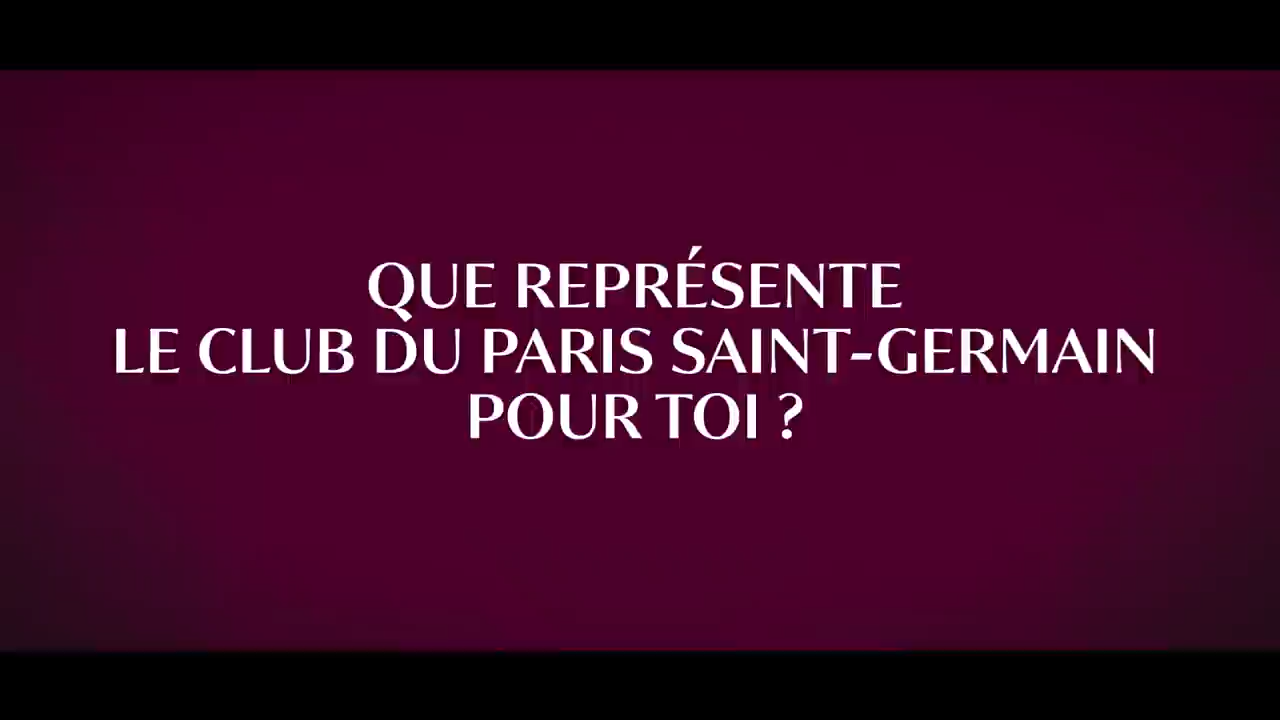 QUE REPRÉSENTE
LE CLUB DU PARIS SAINT-GERMAIN
POUR TOI ?